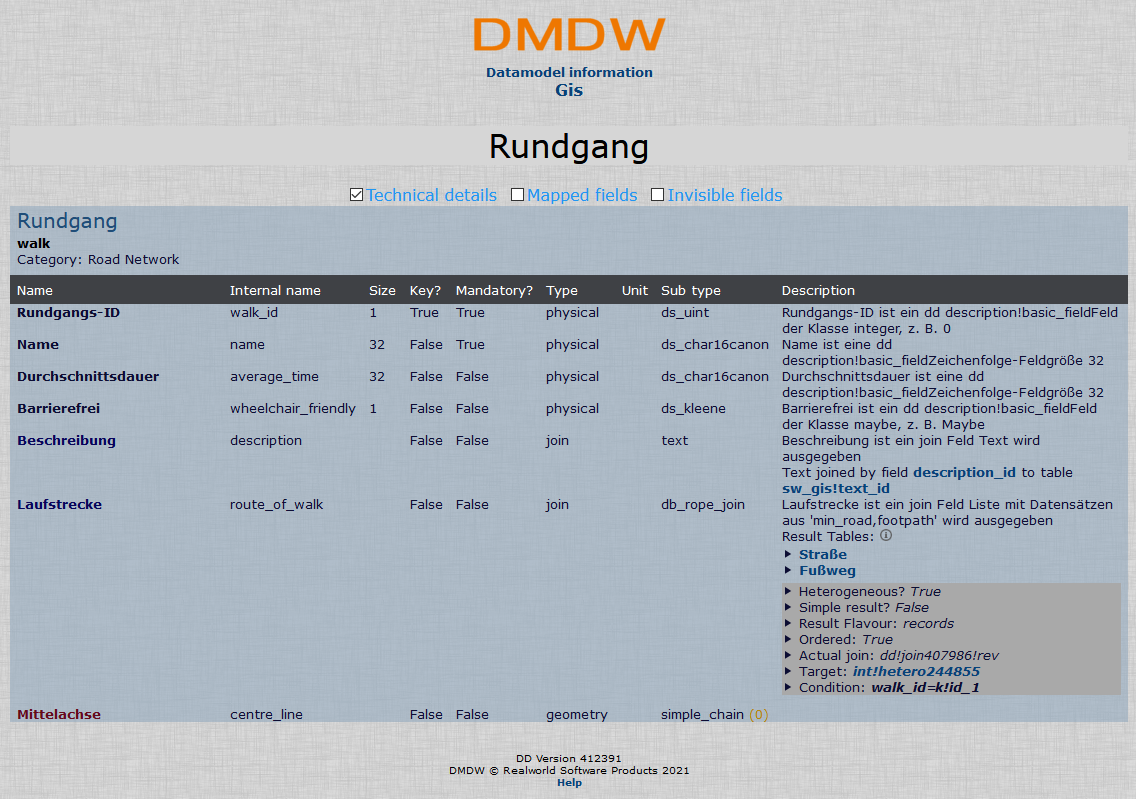 DMDW
Datamodel information
Gis
Rundgang
Technical details Mapped fields Invisible fields
Rundgang
walk
Category: Road Network
Name Internal name Size Key? Mandatory? Type Unit Sub type Description
Rundgangs-ID walk_id 1 True True physical ds_uint Rundgangs-ID ist ein dd description!basic_fieldFeld
der Klasse integer, z. B. 0
Name name 32 False True physical ds_char16canon Name ist eine dd
description!basic_fieldZeichenfolge-Feldgröße 32
Durchschnittsdauer average_time 32 False False physical ds_char16canon Durchschnittsdauer ist eine dd
description!basic_fieldZeichenfolge-Feldgröße 32
Barrierefrei wheelchair_friendly 1 False False physical ds_kleene Barrierefrei ist ein dd description!basic_fieldFeld
der Klasse maybe, z. B. Maybe
Beschreibung description False False join text Beschreibung ist ein join Feld Text wird
ausgegeben
Text joined by field description_id to table
sw_gis!text_id
Laufstrecke route_of_walk False False join db_rope_join Laufstrecke ist ein join Feld Liste mit Datensätzen
aus 'min_road,footpath' wird ausgegeben
Result Tables:
Straße
Fußweg
Heterogeneous? True
Simple result? False
Result Flavour: records
Ordered: True
Actual join: dd!join407986!rev
Target: int!hetero244855
Condition: walk_id=k!id_1
Mittelachse centre_line False False geometry simple_chain (0)
DD Version 412391
DMDW © Realworld Software Products 2021
Help